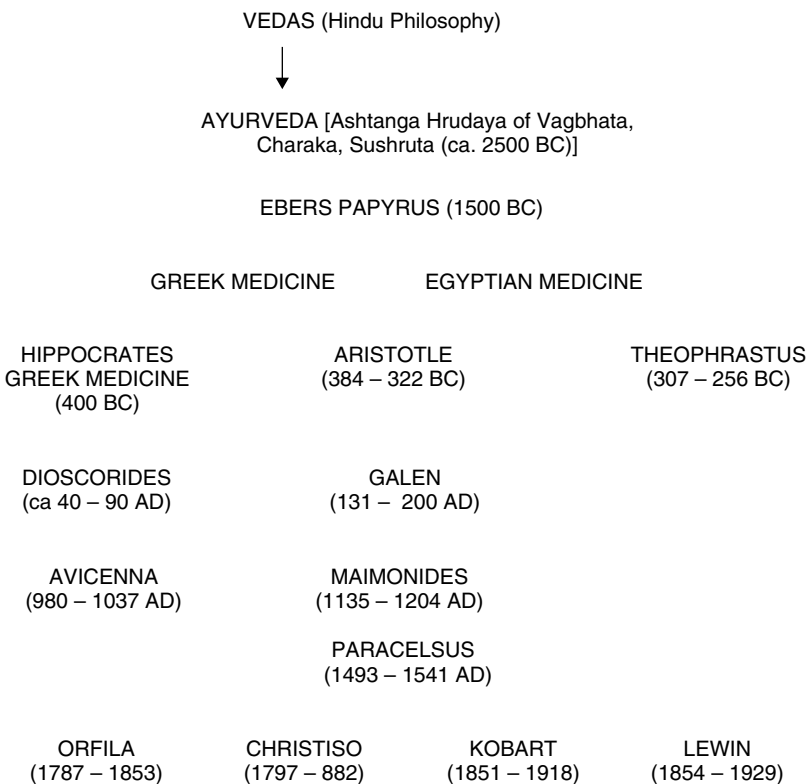 VEDAS (Hindu Philosophy)
AYURVEDA [Ashtanga Hrudaya of Vagbhata,
Charaka, Sushruta (ca. 2500 BC)]
EBERS PAPYRUS (1500 BC)
GREEK MEDICINE EGYPTIAN MEDICINE
HIPPOCRATES ARISTOTLE THEOPHRASTUS
GREEK MEDICINE (384 – 322 BC) (307 – 256 BC)
(400 BC)
DIOSCORIDES GALEN
(ca 40 – 90 AD) (131 – 200 AD)
AVICENNA MAIMONIDES
(980 – 1037 AD) (1135 – 1204 AD)
PARACELSUS
(1493 – 1541 AD)
ORFILA CHRISTISO KOBART LEWIN
(1787 – 1853) (1797 – 882) (1851 – 1918) (1854 – 1929)